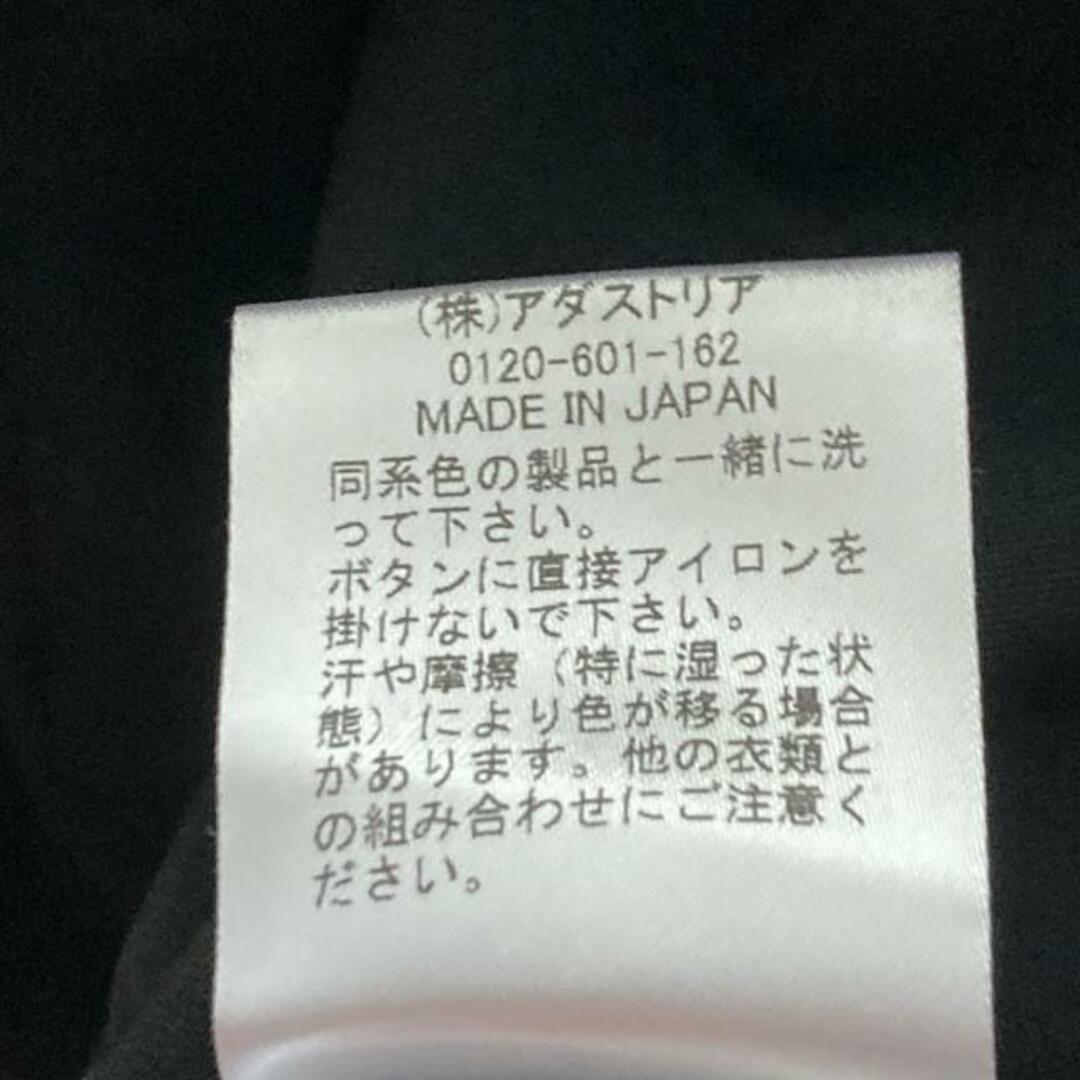 (株)アダストリア
0120-601-162
MADE IN JAPAN
同系色の製品と一緒に洗
って下さい。
ボタンに直接アイロンを
掛けないで下さい。
汗や摩擦（特に湿った状
態）により色が移る場合
があります。他の衣類と
の組み合わせにご注意く
ださい。